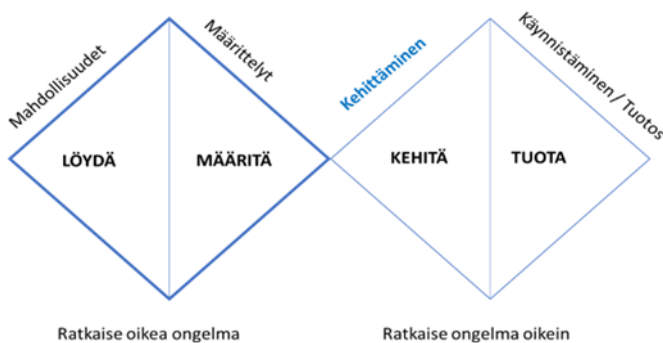 Mahdollisuudet
Määrittelyt
Kehittäminen
Käynnistäminen / Tuotos
LÖYDÄ
MÄÄRITÄ
KEHITÄ
TUOTA
Ratkaise oikea ongelma
Ratkaise ongelma oikein